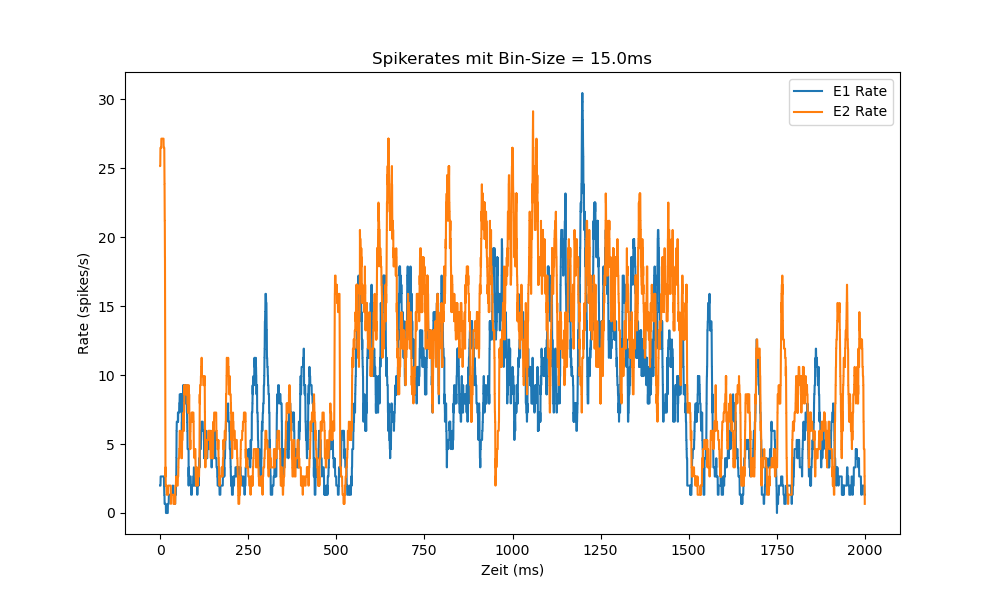 Spikerates mit Bin-Size = 15.0ms
E1 Rate
E2 Rate
30
25
20
15
10
5
0
Rate (spikes/s)
0 250 500 750 1000 1250 1500 1750 2000
Zeit (ms)